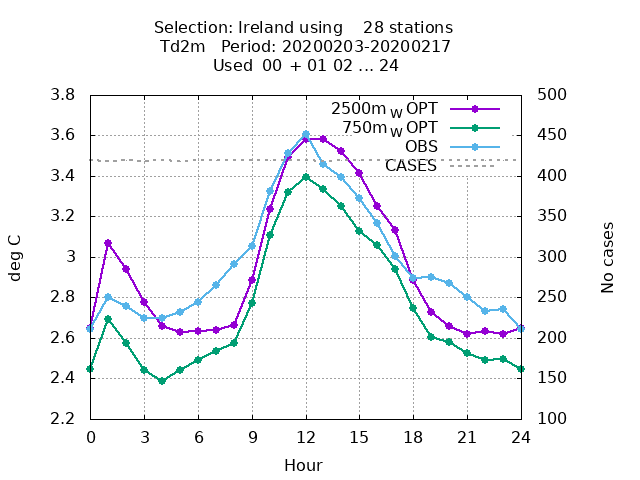 Selection: Ireland using 28 stations
Td2m Period: 20200203-20200217
Used 00 + 01 02 ... 24
3.8
3.6
3.4
3.2
3
2.8
2.6
2.4
2.2
deg C
2500m W OPT
750m W OPT
OBS
CASES
500
450
400
350
300
250
200
150
100
No cases
0 3 6 9 12 15 18 21 24
Hour